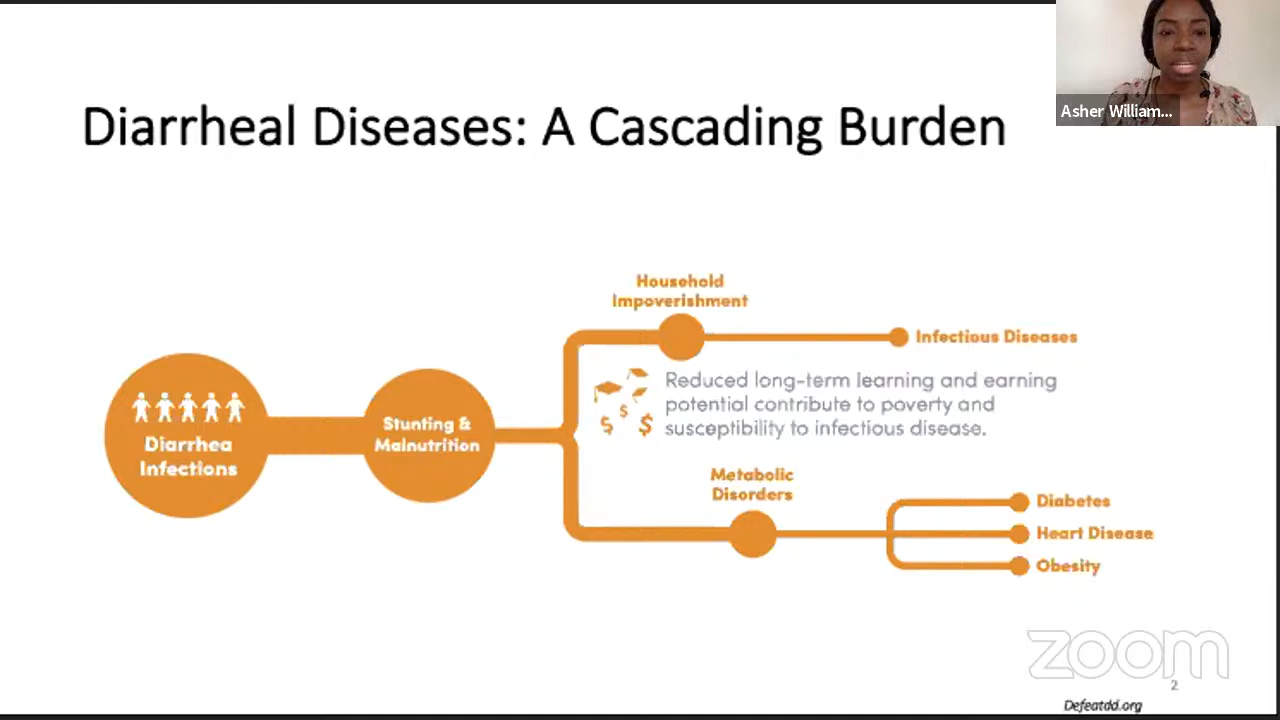 Asher William...
Diarrheal Diseases: A Cascading Burden
Household
Impoverishment
Infectious Diseases
Reduced long-term learning and earning
potential contribute to poverty and
susceptibility to infectious disease.
Diarrhea
Infections
Stunting &
Malnutrition
Metabolic
Disorders
Diabetes
Heart Disease
Obesity
zoom
2
Defeatdd.org